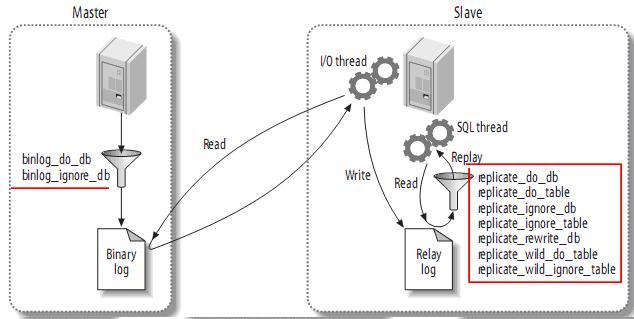 Master
Slave
I/O thread
SQL thread
Read
binlog_do_db
binlog_ignore_db
Replay
Write
Read
replicate_do_db
replicate_do_table
replicate_ignore_db
replicate_ignore_table
replicate_rewrite_db
replicate_wild_do_table
replicate_wild_ignore_table
Binary
log
Relay
log